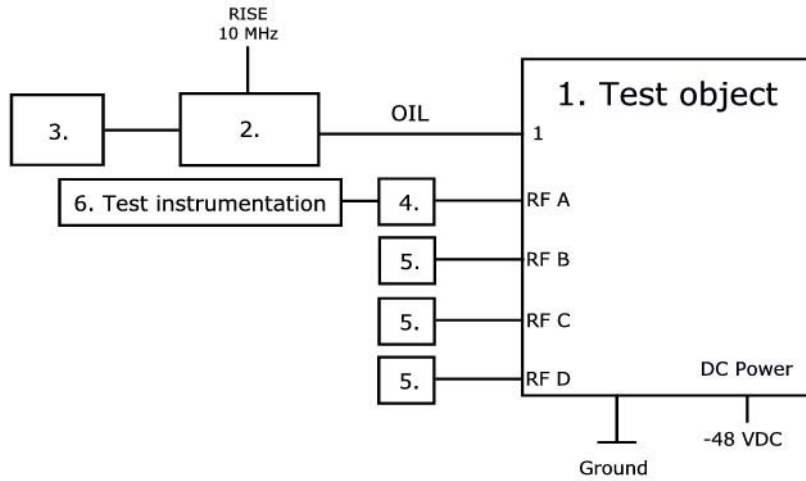 RISE
10 MHz
1. Test object
3.
2.
OIL
1
6. Test instrumentation
4.
RF A
5.
RF B
5.
RF C
5.
RF D
DC Power
-48 VDC
Ground